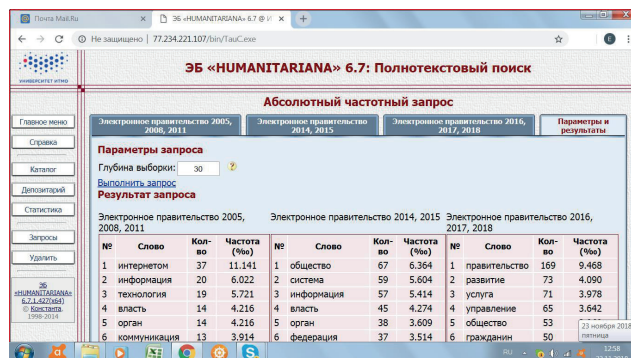 Почта Mail.Ru
ЭБ «HUMANITARIANA» 6.7 @ И
Не защищено | 77.234.221.107/bin/TauC.exe
Е
УНИВЕРСИТЕТ ИТМО
ЭБ «HUMANITARIANA» 6.7: Полнотекстовый поиск
Абсолютный частотный запрос
Главное меню
Справка
Каталог
Депозитарий
Статистика
Запросы
Удалить
ЭБ
«HUMANITARIANA»
6.7.1.427(x64)
© Константа,
1998-2014
Электронное правительство 2005, 2008, 2011
Электронное правительство 2014, 2015
Электронное правительство 2016, 2017, 2018
Параметры и результаты
Параметры запроса
Глубина выборки: 30
Выполнить запрос
Результат запроса
Электронное правительство 2005, 2008, 2011
№ Слово Кол-во Частота (‰)
1 интернетом 37 11.141
2 информация 20 6.022
3 технология 19 5.721
4 власть 14 4.216
5 орган 14 4.216
6 коммуникация 13 3.914
Электронное правительство 2014, 2015
№ Слово Кол-во Частота (‰)
1 общество 67 6.364
2 система 59 5.604
3 информация 57 5.414
4 власть 45 4.274
5 орган 38 3.609
6 федерация 37 3.514
Электронное правительство 2016, 2017, 2018
№ Слово Кол-во Частота (‰)
1 правительство 169 9.468
2 развитие 73 4.090
3 услуга 71 3.978
4 управление 65 3.642
5 общество 53
6 гражданин 50
23 ноября 2018
пятница
RU
12:58